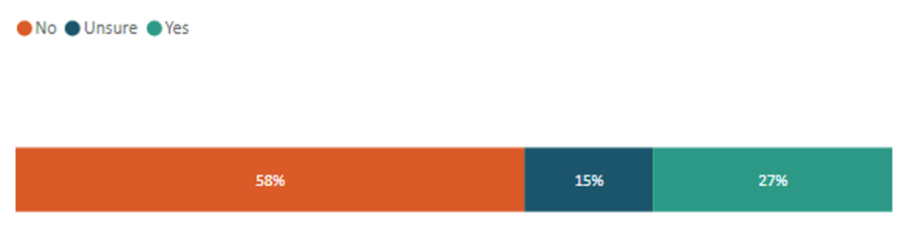 No Unsure Yes
58% 15% 27%